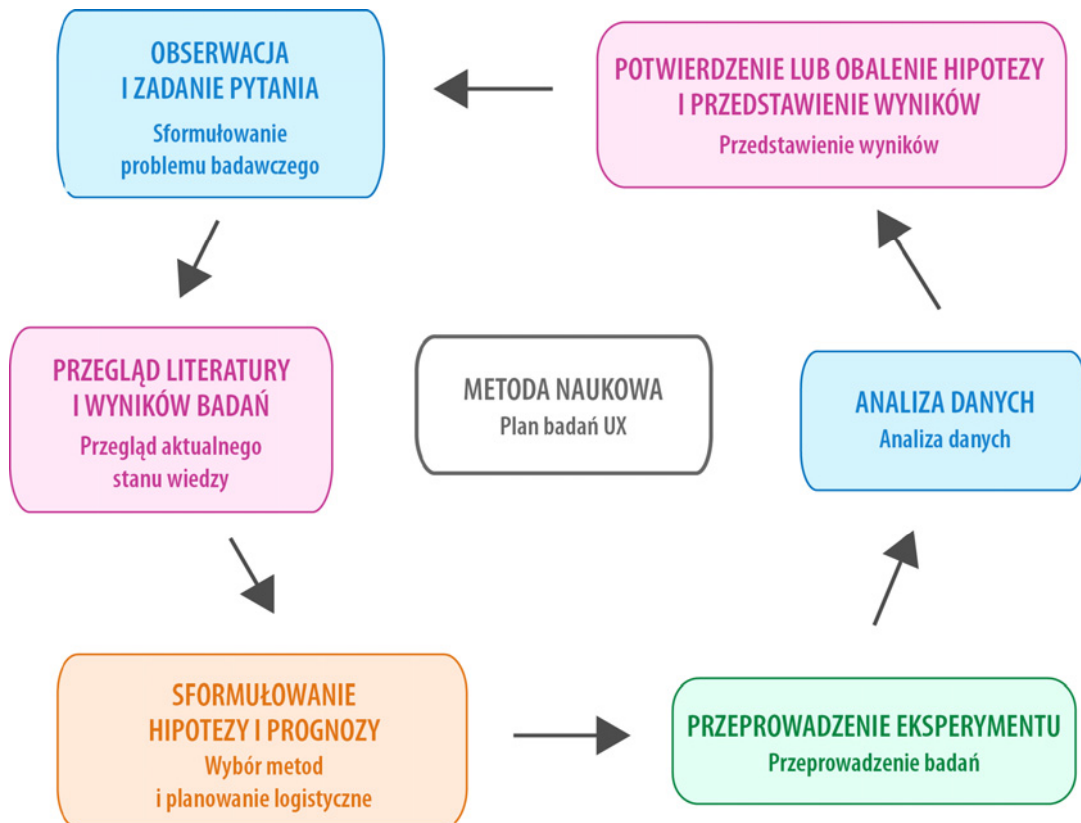 OBSERWACJA
I ZADANIE PYTANIA
Sformułowanie
problemu badawczego
POTWIERDZENIE LUB OBALENIE HIPOTEZY
I PRZEDSTAWIENIE WYNIKÓW
Przedstawienie wyników
PRZEGLĄD LITERATURY
I WYNIKÓW BADAŃ
Przegląd aktualnego
stanu wiedzy
METODA NAUKOWA
Plan badań UX
ANALIZA DANYCH
Analiza danych
SFORMUŁOWANIE
HIPOTEZY I PROGNOZY
Wybór metod
i planowanie logistyczne
PRZEPROWADZENIE EKSPERYMENTU
Przeprowadzenie badań